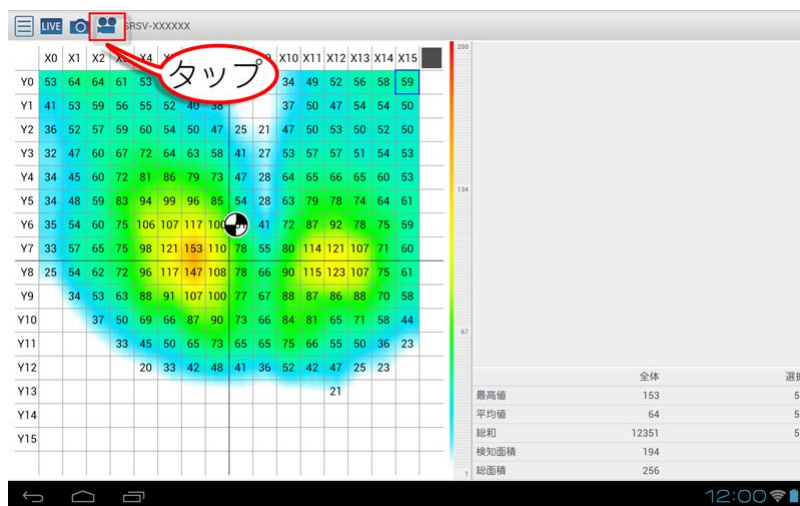 LIVE SRSV-XXXXXX
タップ
X0 X1 X2 X4 X10 X11 X12 X13 X14 X15
Y0 53 64 64 61 53 34 49 52 56 58 59
Y1 41 53 59 56 55 52 40 38 37 50 47 54 54 50
Y2 36 52 57 59 60 54 50 47 25 21 47 50 53 50 52 50
Y3 32 47 60 67 72 64 63 58 41 27 53 57 57 51 54 53
Y4 34 45 60 72 81 86 79 73 47 28 64 65 66 65 60 53
Y5 34 48 59 83 94 99 96 85 54 28 63 79 78 74 64 61
Y6 35 54 60 75 106 107 117 100 41 72 87 92 78 75 59
Y7 33 57 65 75 98 121 153 110 78 55 80 114 121 107 71 60
Y8 25 54 62 72 96 117 147 108 78 66 90 115 123 107 75 61
Y9 34 53 63 88 91 107 100 77 67 88 87 86 88 70 58
Y10 37 50 69 66 87 90 73 66 84 81 65 71 58 44
Y11 33 45 50 65 73 65 65 75 66 55 50 36 23
Y12 20 33 42 48 41 36 52 42 47 25 23
Y13 21
Y14
Y15
200
134
67
1
全体
最高値 153 5
平均値 64 5
総和 12351 5
検知面積 194
総面積 256
12:00